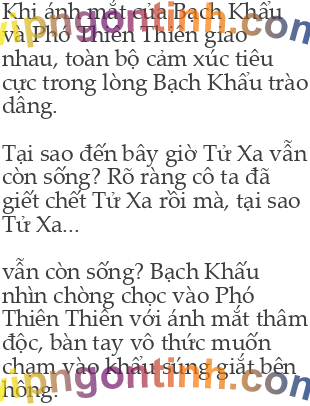 Khi ánh mắt của Bạch Khẩu
và Phó Thiên Thiên giao
nhau, toàn bộ cảm xúc tiêu
cực trong lòng Bạch Khẩu trào
dâng.
Tại sao đến bây giờ Tử Xa vẫn
còn sống? Rõ ràng cô ta đã
giết chết Tử Xa rồi mà, tại sao
Tử Xa...
vẫn còn sống? Bạch Khấu
nhìn chòng chọc vào Phó
Thiên Thiên với ánh mắt thâm
độc, bàn tay vô thức muốn
chạm vào khẩu súng giắt bên
hông.
vipngontinh.com